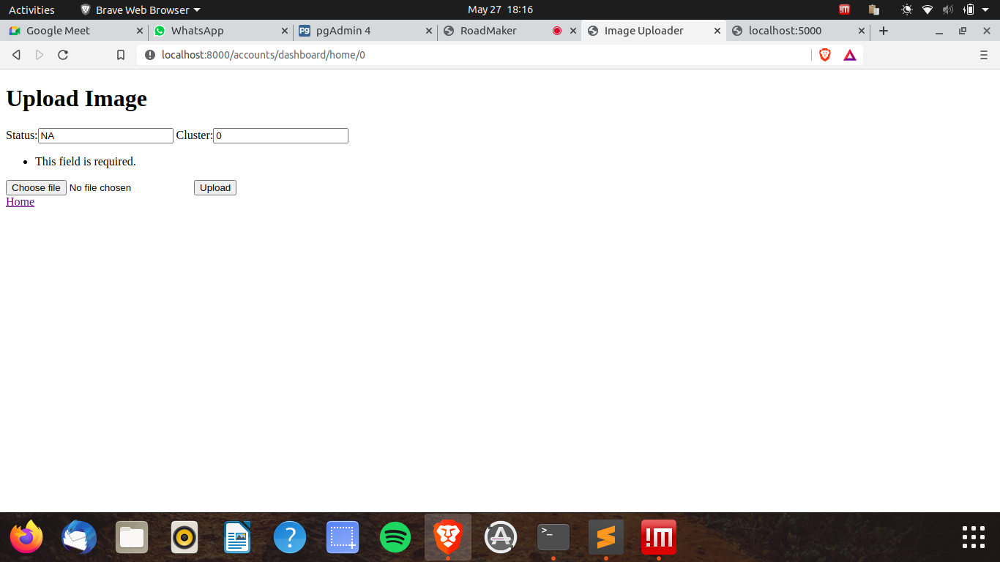 Activities Brave Web Browser May 27 18:16 !M
Google Meet WhatsApp Pg pgAdmin 4 RoadMaker Image Uploader localhost:5000
localhost:8000/accounts/dashboard/home/0
Upload Image
Status: NA Cluster: 0
This field is required.
Choose file No file chosen Upload
Home
? A >_ S !M